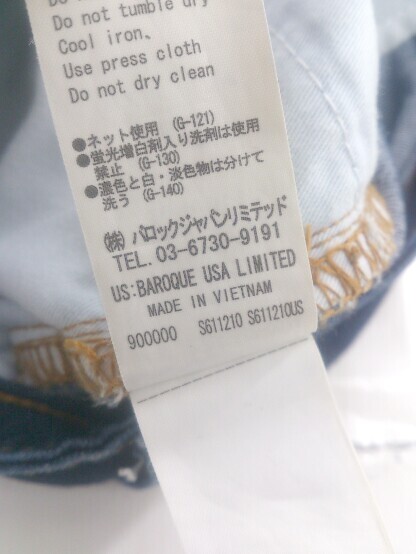 Do not tumble dry
Cool iron、
Use press cloth
Do not dry clean
●ネット使用 (G-121)
●蛍光増白剤入り洗剤は使用
禁止 (G-130)
●濃色と白・淡色物は分けて
洗う (G-140)
㈱ バロックジャパンリミテッド
TEL. 03-6730-9191
US:BAROQUE USA LIMITED
MADE IN VIETNAM
900000 S611210 S611210US